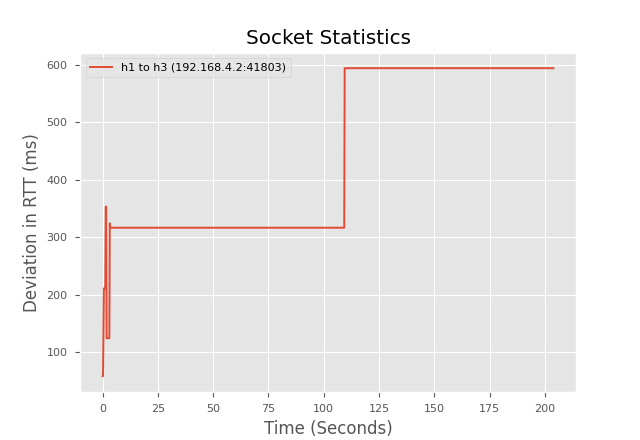 Socket Statistics
h1 to h3 (192.168.4.2:41803)
Deviation in RTT (ms)
600
500
400
300
200
100
0 25 50 75 100 125 150 175 200
Time (Seconds)